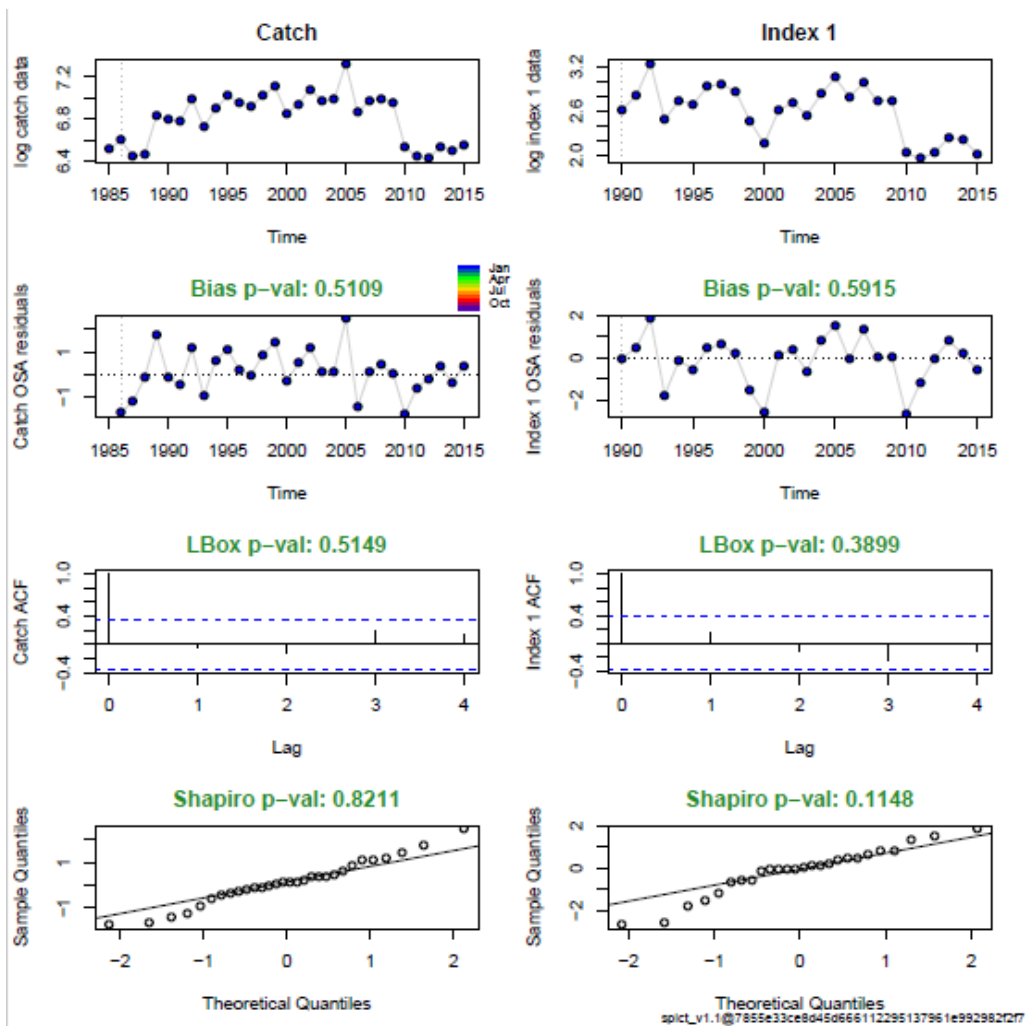 Catch
log catch data
7.2
6.8
6.4
1985 1990 1995 2000 2005 2010 2015
Time
Index 1
log index 1 data
3.2
2.6
2.0
1990 1995 2000 2005 2010 2015
Time
Bias p-val: 0.5109
Jan
Apr
Jul
Oct
Catch OSA residuals
1
-1
1985 1990 1995 2000 2005 2010 2015
Time
Bias p-val: 0.5915
Index 1 OSA residuals
2
0
-2
1990 1995 2000 2005 2010 2015
Time
LBox p-val: 0.5149
Catch ACF
1.0
0.4
-0.4
0 1 2 3 4
Lag
LBox p-val: 0.3899
Index 1 ACF
1.0
0.4
-0.4
0 1 2 3 4
Lag
Shapiro p-val: 0.8211
Sample Quantiles
1
-1
-2 -1 0 1 2
Theoretical Quantiles
Shapiro p-val: 0.1148
Sample Quantiles
2
0
-2
-2 -1 0 1 2
Theoretical Quantiles
spict_v1.1@7855e33ce8d45d666112295137961e992982f2f7